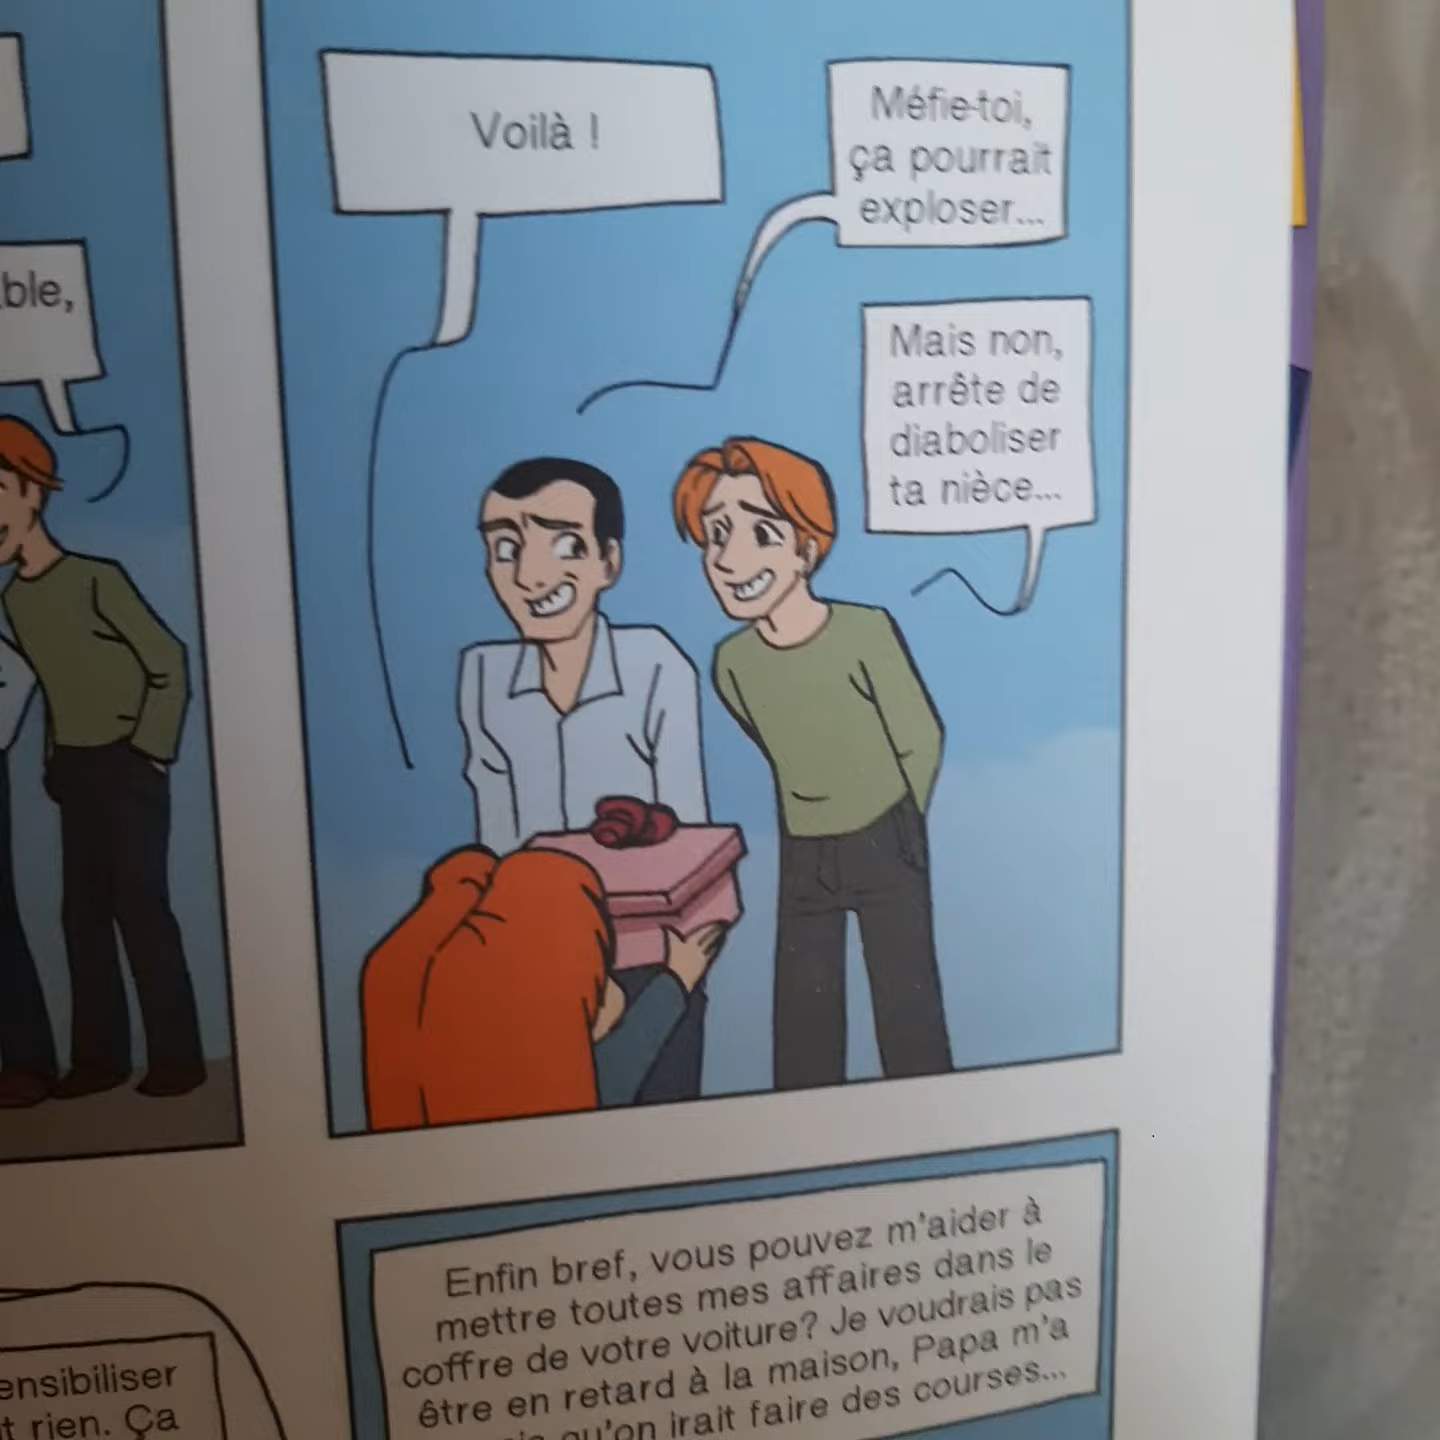 Voilà !
Méfie-toi,
ça pourrait
exploser...
Mais non,
arrête de
diaboliser
ta nièce...
Enfin bref, vous pouvez m'aider à
mettre toutes mes affaires dans le
coffre de votre voiture? Je voudrais pas
être en retard à la maison, Papa m'a
qu'on irait faire des courses...
rien. Ça